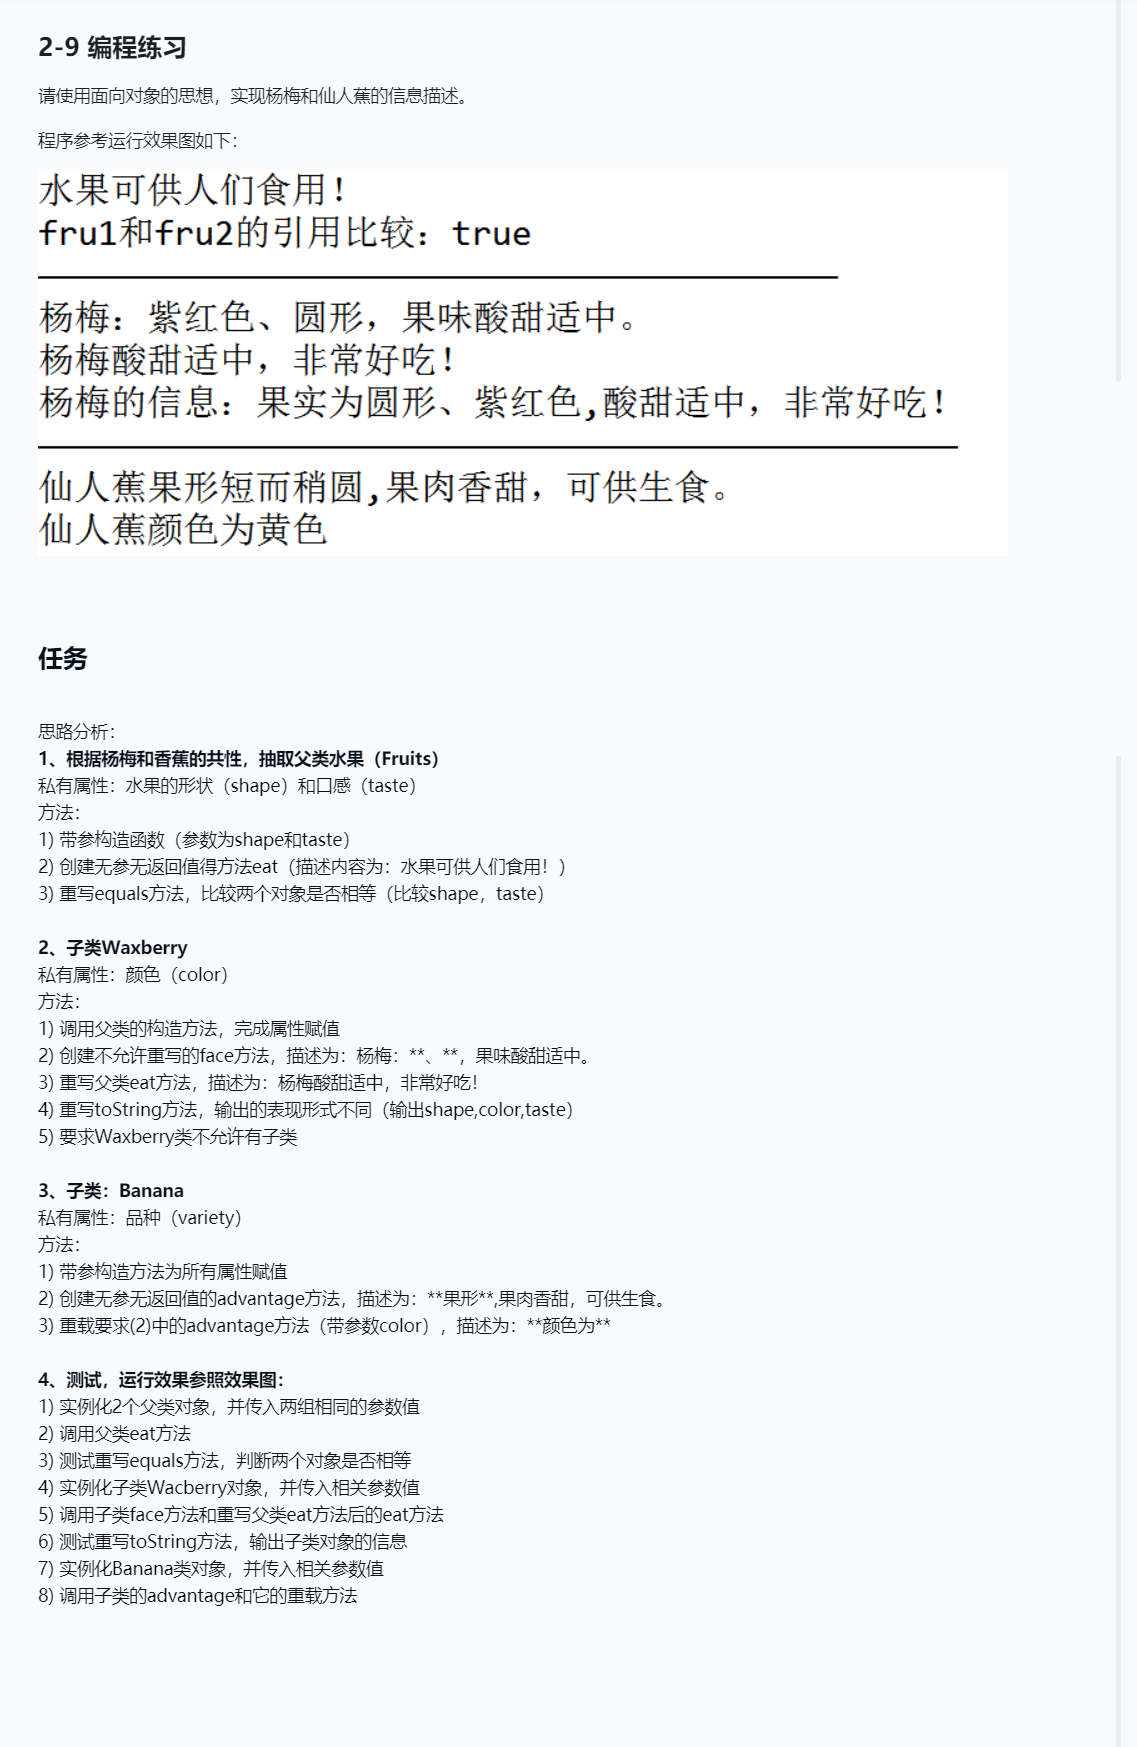 2-9 编程练习
请使用面向对象的思想，实现杨梅和仙人蕉的信息描述。
程序参考运行效果图如下：
水果可供人们食用！
fru1和fru2的引用比较：true
杨梅：紫红色、圆形，果味酸甜适中。
杨梅酸甜适中，非常好吃！
杨梅的信息：果实为圆形、紫红色,酸甜适中，非常好吃！
仙人蕉果形短而稍圆,果肉香甜，可供生食。
仙人蕉颜色为黄色
任务
思路分析：
1、根据杨梅和香蕉的共性，抽取父类水果（Fruits）
私有属性：水果的形状（shape）和口感（taste）
方法：
1) 带参构造函数（参数为shape和taste）
2) 创建无参无返回值得方法eat（描述内容为：水果可供人们食用！）
3) 重写equals方法，比较两个对象是否相等（比较shape，taste）
2、子类Waxberry
私有属性：颜色（color）
方法：
1) 调用父类的构造方法，完成属性赋值
2) 创建不允许重写的face方法，描述为：杨梅：**、**，果味酸甜适中。
3) 重写父类eat方法，描述为：杨梅酸甜适中，非常好吃！
4) 重写toString方法，输出的表现形式不同（输出shape,color,taste）
5) 要求Waxberry类不允许有子类
3、子类：Banana
私有属性：品种（variety）
方法：
1) 带参构造方法为所有属性赋值
2) 创建无参无返回值的advantage方法，描述为：**果形**,果肉香甜，可供生食。
3) 重载要求(2)中的advantage方法（带参数color），描述为：**颜色为**
4、测试，运行效果参照效果图：
1) 实例化2个父类对象，并传入两组相同的参数值
2) 调用父类eat方法
3) 测试重写equals方法，判断两个对象是否相等
4) 实例化子类Wacberry对象，并传入相关参数值
5) 调用子类face方法和重写父类eat方法后的eat方法
6) 测试重写toString方法，输出子类对象的信息
7) 实例化Banana类对象，并传入相关参数值
8) 调用子类的advantage和它的重载方法